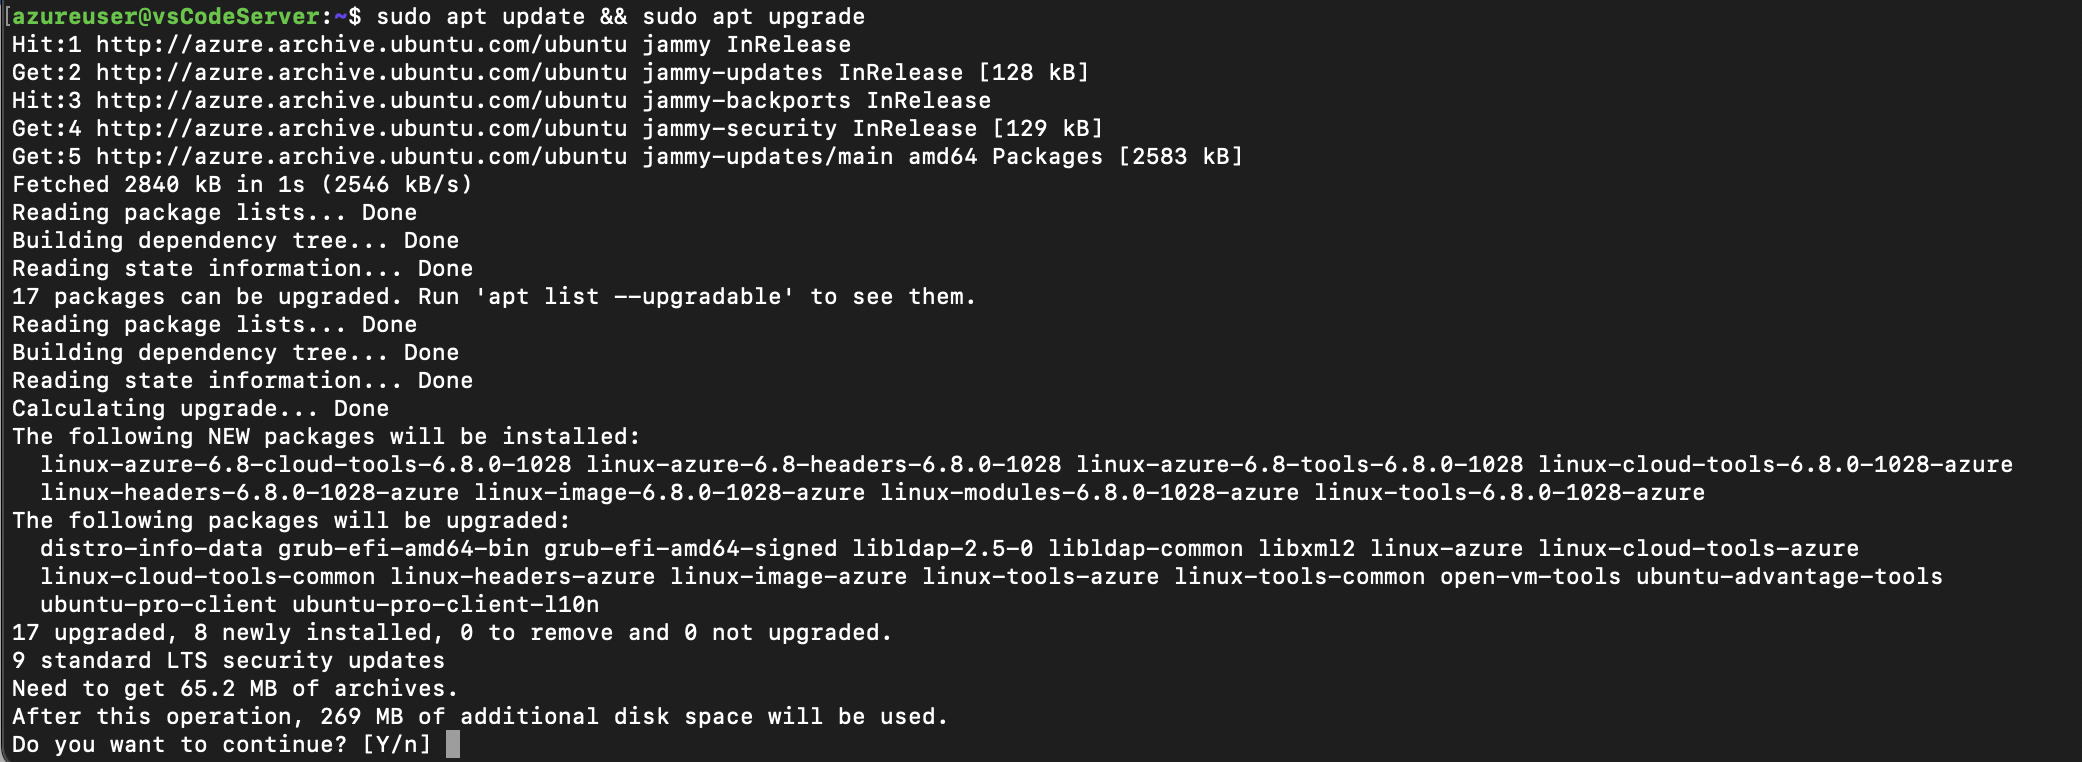 [azureuser@vsCodeServer:~$ sudo apt update && sudo apt upgrade
Hit:1 http://azure.archive.ubuntu.com/ubuntu jammy InRelease
Get:2 http://azure.archive.ubuntu.com/ubuntu jammy-updates InRelease [128 kB]
Hit:3 http://azure.archive.ubuntu.com/ubuntu jammy-backports InRelease
Get:4 http://azure.archive.ubuntu.com/ubuntu jammy-security InRelease [129 kB]
Get:5 http://azure.archive.ubuntu.com/ubuntu jammy-updates/main amd64 Packages [2583 kB]
Fetched 2840 kB in 1s (2546 kB/s)
Reading package lists... Done
Building dependency tree... Done
Reading state information... Done
17 packages can be upgraded. Run 'apt list --upgradable' to see them.
Reading package lists... Done
Building dependency tree... Done
Reading state information... Done
Calculating upgrade... Done
The following NEW packages will be installed:
  linux-azure-6.8-cloud-tools-6.8.0-1028 linux-azure-6.8-headers-6.8.0-1028 linux-azure-6.8-tools-6.8.0-1028 linux-cloud-tools-6.8.0-1028-azure
  linux-headers-6.8.0-1028-azure linux-image-6.8.0-1028-azure linux-modules-6.8.0-1028-azure linux-tools-6.8.0-1028-azure
The following packages will be upgraded:
  distro-info-data grub-efi-amd64-bin grub-efi-amd64-signed libldap-2.5-0 libldap-common libxml2 linux-azure linux-cloud-tools-azure
  linux-cloud-tools-common linux-headers-azure linux-image-azure linux-tools-azure linux-tools-common open-vm-tools ubuntu-advantage-tools
  ubuntu-pro-client ubuntu-pro-client-l10n
17 upgraded, 8 newly installed, 0 to remove and 0 not upgraded.
9 standard LTS security updates
Need to get 65.2 MB of archives.
After this operation, 269 MB of additional disk space will be used.
Do you want to continue? [Y/n]